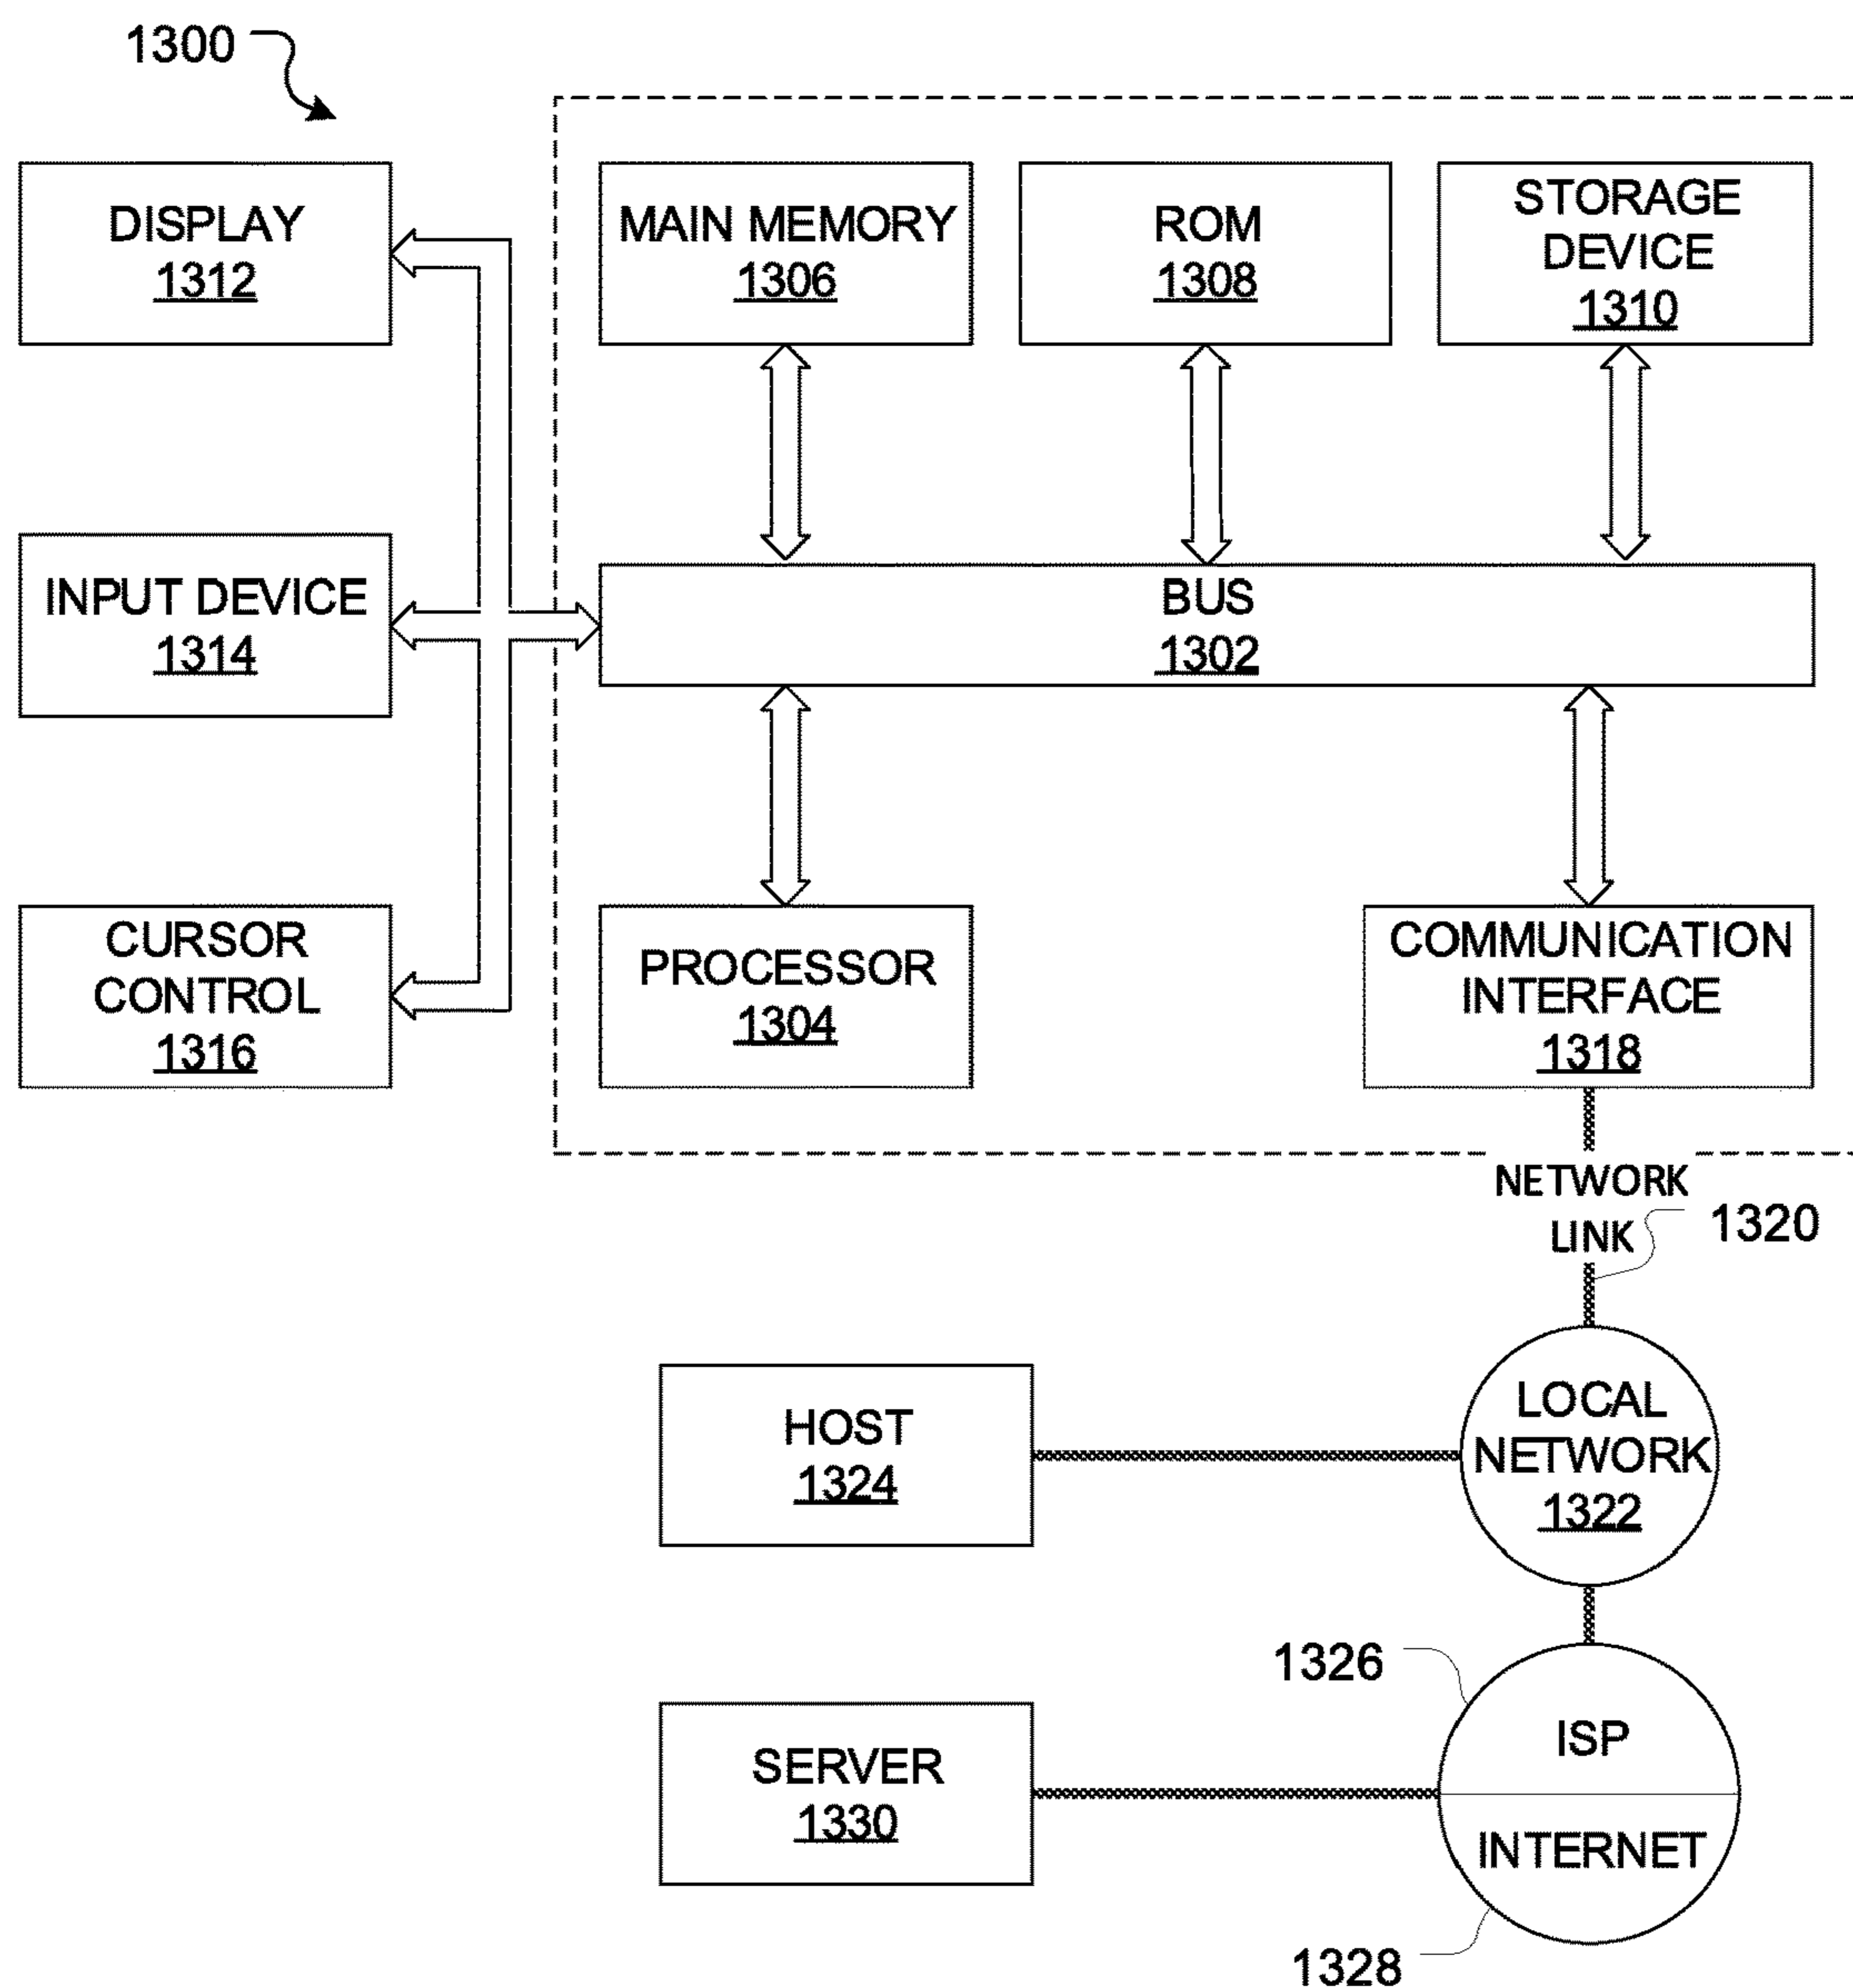 1300
DISPLAY
1312
MAIN MEMORY
1306
ROM
1308
STORAGE
DEVICE
1310
INPUT DEVICE
1314
BUS
1302
CURSOR
CONTROL
1316
PROCESSOR
1304
COMMUNICATION
INTERFACE
1318
NETWORK
LINK
1320
HOST
1324
LOCAL
NETWORK
1322
1326
ISP
SERVER
1330
INTERNET
1328